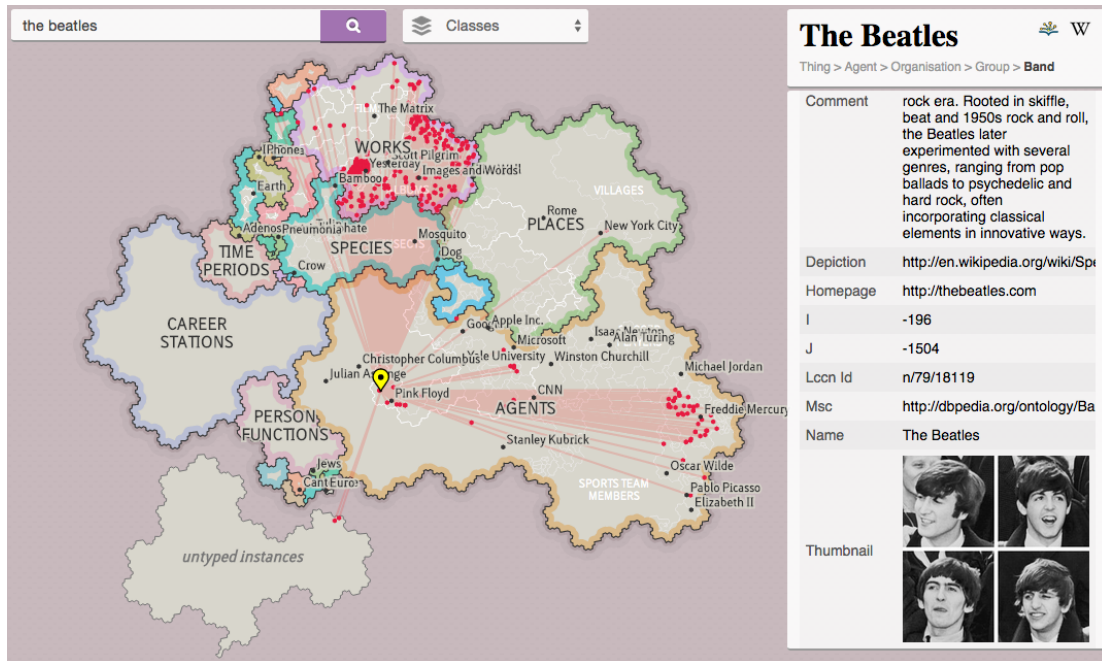 the beatles
Classes
The Beatles
W
Thing > Agent > Organisation > Group > Band
Comment
rock era. Rooted in skiffle,
beat and 1950s rock and roll,
the Beatles later
experimented with several
genres, ranging from pop
ballads to psychedelic and
hard rock, often
incorporating classical
elements in innovative ways.
Depiction
http://en.wikipedia.org/wiki/Spe
Homepage
http://thebeatles.com
I
-196
J
-1504
Lccn Id
n/79/18119
Msc
http://dbpedia.org/ontology/Ba
Name
The Beatles
Thumbnail
The Matrix
WORKS
Scott Pilgrim
Yesterday
Images and Words
IPhone
Bamboo
Earth
VILLAGES
Rome
PLACES
New York City
Adenos
Pneumonia
SPECIES
Mosquito
Dog
TIME
PERIODS
Crow
CAREER
STATIONS
Apple Inc.
Microsoft
Isaac Newton
Alan Turing
Christopher Columbus
Yale University
Winston Churchill
Julian Assange
Michael Jordan
Pink Floyd
CNN
AGENTS
Freddie Mercury
PERSON
FUNCTIONS
Stanley Kubrick
Jews
Oscar Wilde
SPORTS TEAM
MEMBERS
Pablo Picasso
Elizabeth II
untyped instances